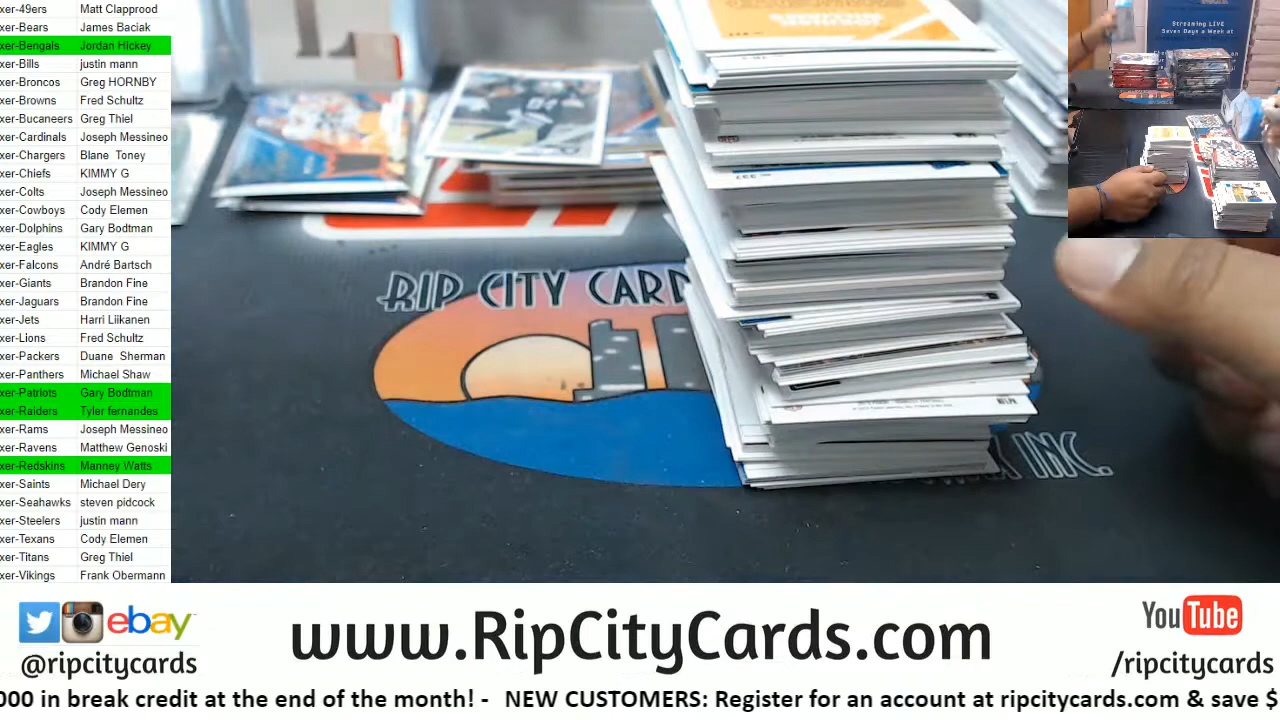 xer-49ers Matt Clapprood
xer-Bears James Baciak
xer-Bengals Jordan Hickey
xer-Bills justin mann
xer-Broncos Greg HORNBY
xer-Browns Fred Schultz
xer-Bucaneers Greg Thiel
xer-Cardinals Joseph Messineo
xer-Chargers Blane Toney
xer-Chiefs KIMMY G
xer-Colts Joseph Messineo
xer-Cowboys Cody Elemen
xer-Dolphins Gary Bodtman
xer-Eagles KIMMY G
xer-Falcons André Bartsch
xer-Giants Brandon Fine
xer-Jaguars Brandon Fine
xer-Jets Harri Liikanen
xer-Lions Fred Schultz
xer-Packers Duane Sherman
xer-Panthers Michael Shaw
xer-Patriots Gary Bodtman
xer-Raiders Tyler fernandes
xer-Rams Joseph Messineo
xer-Ravens Matthew Genoski
xer-Redskins Manney Watts
xer-Saints Michael Dery
xer-Seahawks steven pidcock
xer-Steelers justin mann
xer-Texans Cody Elemen
xer-Titans Greg Thiel
xer-Vikings Frank Obermann
RIP CITY CARD
INC.
Streaming LIVE
Seven Days a Week at
ebay
@ripcitycards
www.RipCityCards.com
YouTube
/ripcitycards
000 in break credit at the end of the month! - NEW CUSTOMERS: Register for an account at ripcitycards.com & save $